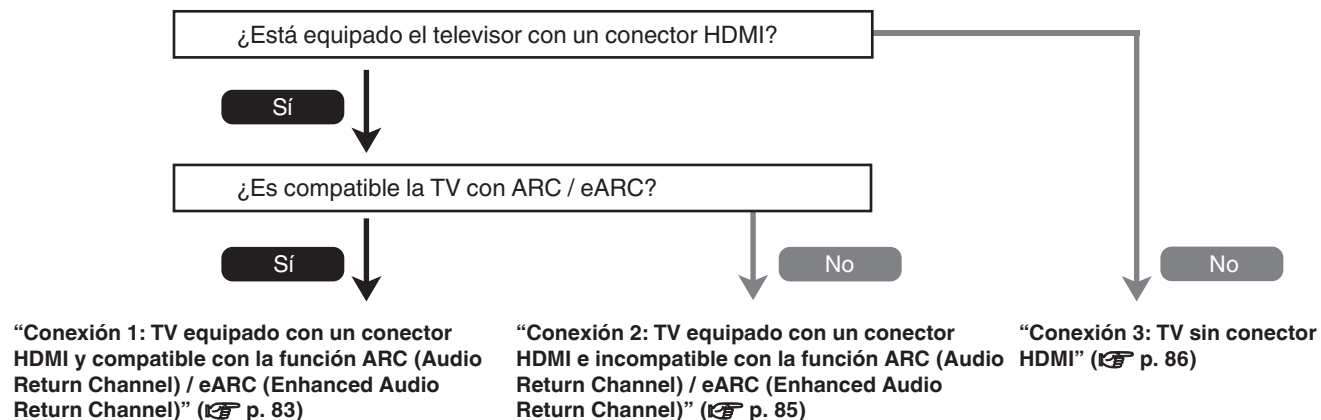 ¿Está equipado el televisor con un conector HDMI?
Sí
¿Es compatible la TV con ARC / eARC?
Sí
No
No
“Conexión 1: TV equipado con un conector
HDMI y compatible con la función ARC (Audio
Return Channel) / eARC (Enhanced Audio
Return Channel)” (☞ p. 83)
“Conexión 2: TV equipado con un conector
HDMI e incompatible con la función ARC (Audio
Return Channel) / eARC (Enhanced Audio
Return Channel)” (☞ p. 85)
“Conexión 3: TV sin conector
HDMI” (☞ p. 86)